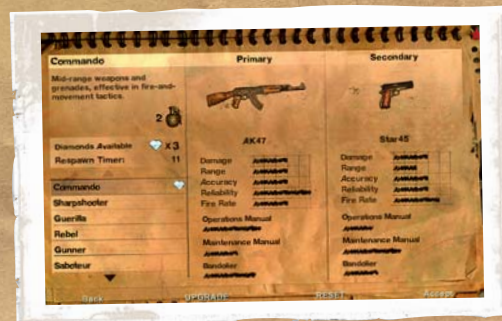 Commando
Mid-range weapons and
grenades, effective in fire-and-
movement tactics.
2
Diamonds Available x3
Respawn Timer: 11
Commando
Sharpshooter
Guerilla
Rebel
Gunner
Saboteur
Primary
AK47
Damage
Range
Accuracy
Reliability
Fire Rate
Operations Manual
Maintenance Manual
Bandolier
Secondary
Star45
Damage
Range
Accuracy
Reliability
Fire Rate
Operations Manual
Maintenance Manual
Bandolier
Back UPGRADE RESET Accept